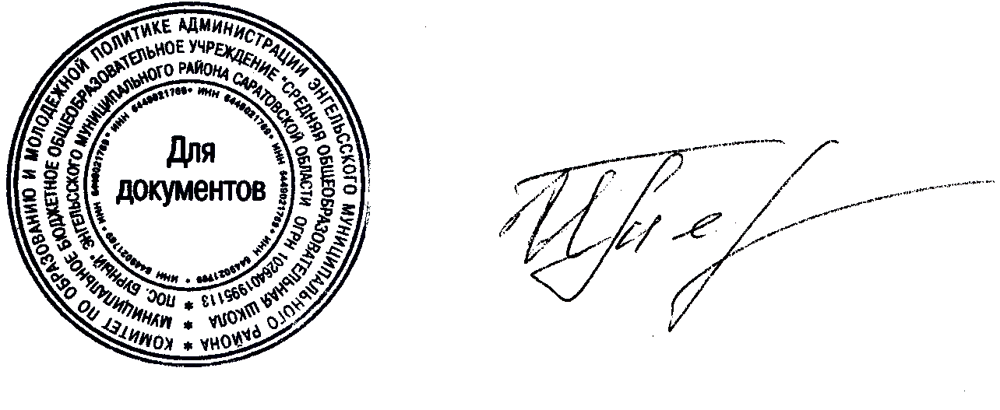 КОМИТЕТ ПО ОБРАЗОВАНИЮ И МОЛОДЕЖНОЙ ПОЛИТИКЕ АДМИНИСТРАЦИИ ЭНГЕЛЬССКОГО МУНИЦИПАЛЬНОГО РАЙОНА *
МУНИЦИПАЛЬНОЕ БЮДЖЕТНОЕ ОБЩЕОБРАЗОВАТЕЛЬНОЕ УЧРЕЖДЕНИЕ "СРЕДНЯЯ ОБЩЕОБРАЗОВАТЕЛЬНАЯ ШКОЛА *
ПОС. БУРНЫЙ" ЭНГЕЛЬССКОГО МУНИЦИПАЛЬНОГО РАЙОНА САРАТОВСКОЙ ОБЛАСТИ ОГРН 1026401995113 *
* ИНН 6449021769 * ИНН 6449021769 * ИНН 6449021769 * ИНН 6449021769 * ИНН 6449021769 * ИНН 6449021769 * ИНН 6449021769
Для
документов